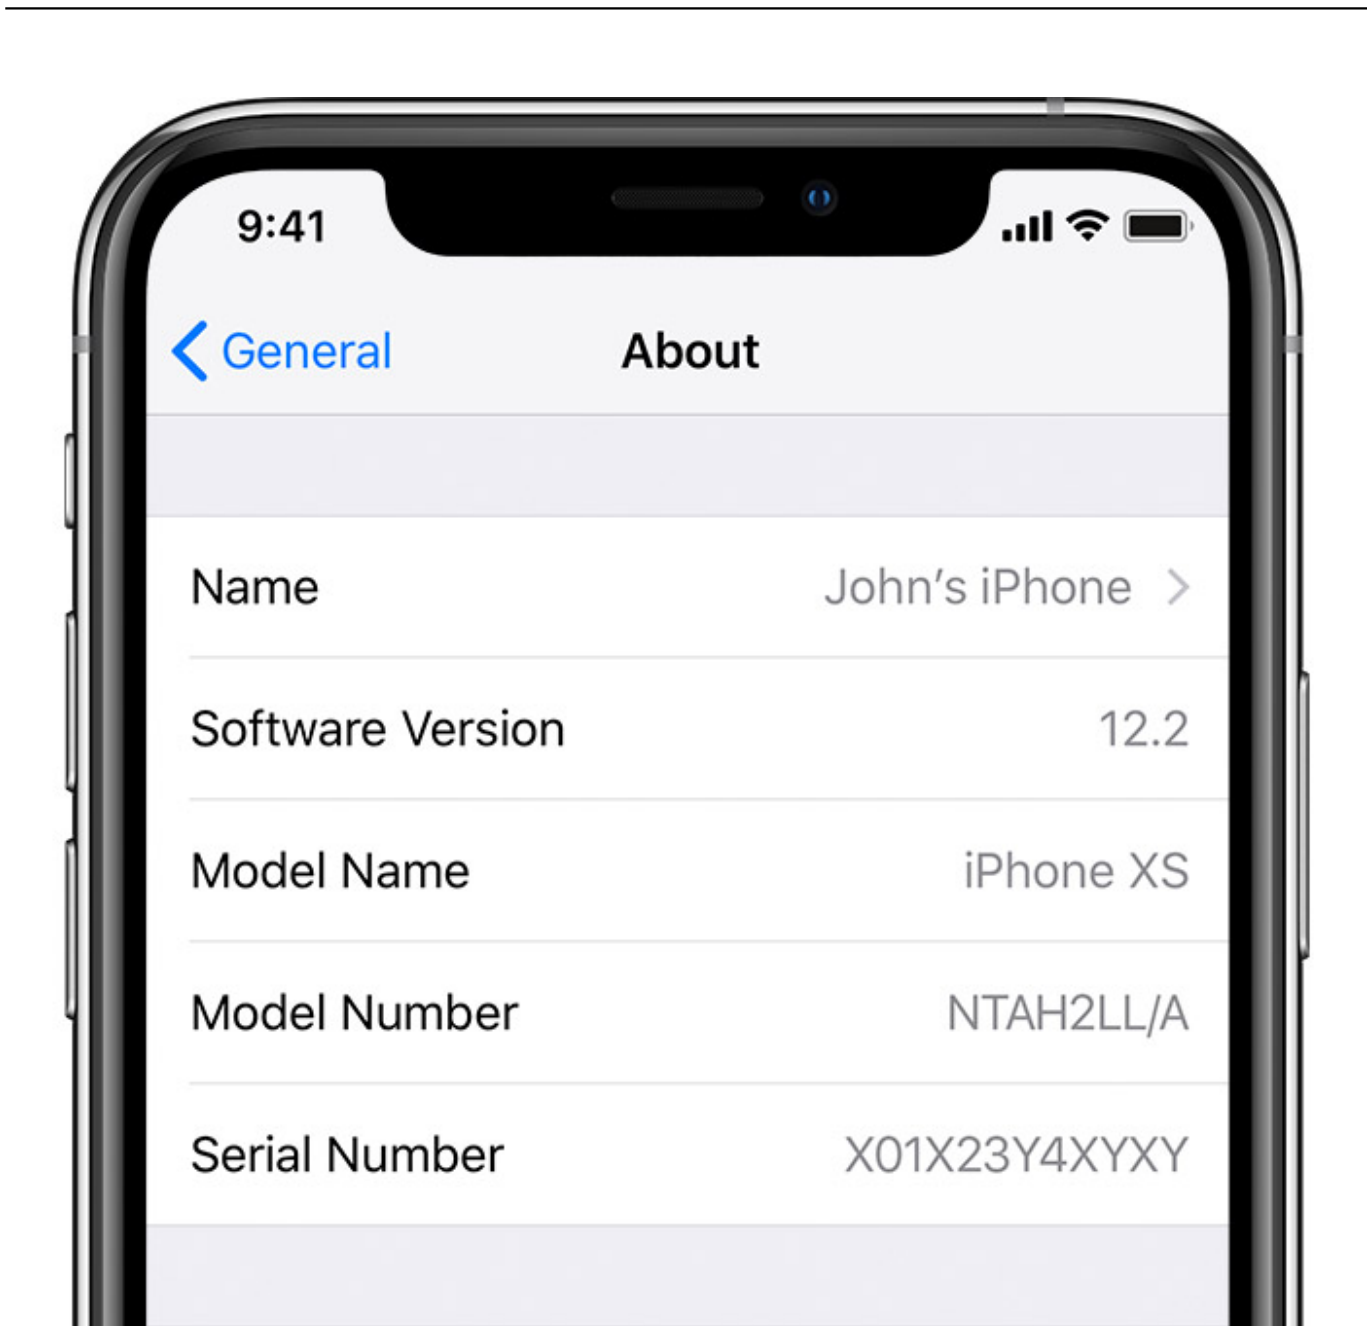 9:41
General About
Name John’s iPhone
Software Version 12.2
Model Name iPhone XS
Model Number NTAH2LL/A
Serial Number X01X23Y4XYXY